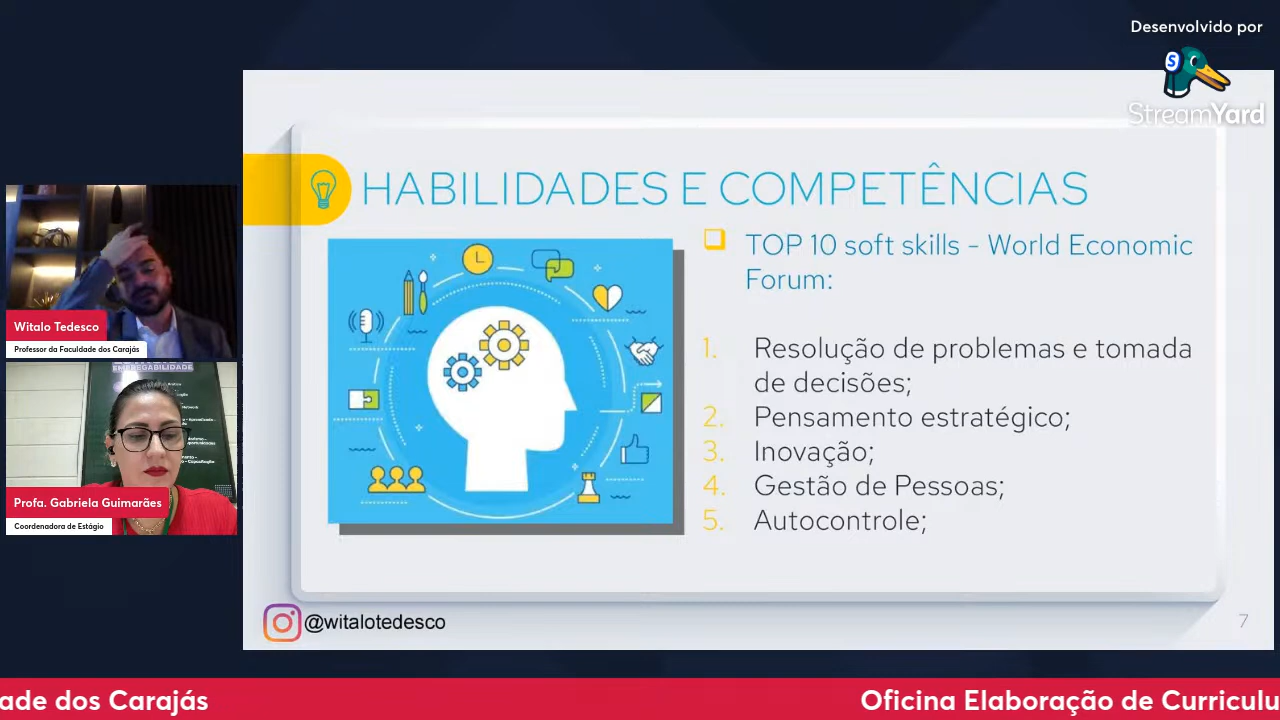 Desenvolvido por
S
StreamYard
HABILIDADES E COMPETÊNCIAS
TOP 10 soft skills - World Economic
Forum:
1. Resolução de problemas e tomada
de decisões;
2. Pensamento estratégico;
3. Inovação;
4. Gestão de Pessoas;
5. Autocontrole;
@witalotedesco
7
Witalo Tedesco
Professor da Faculdade dos Carajás
EMPREGABILIDADE
Profa. Gabriela Guimarães
Coordenadora de Estágio
ade dos Carajás
Oficina Elaboração de Curricu